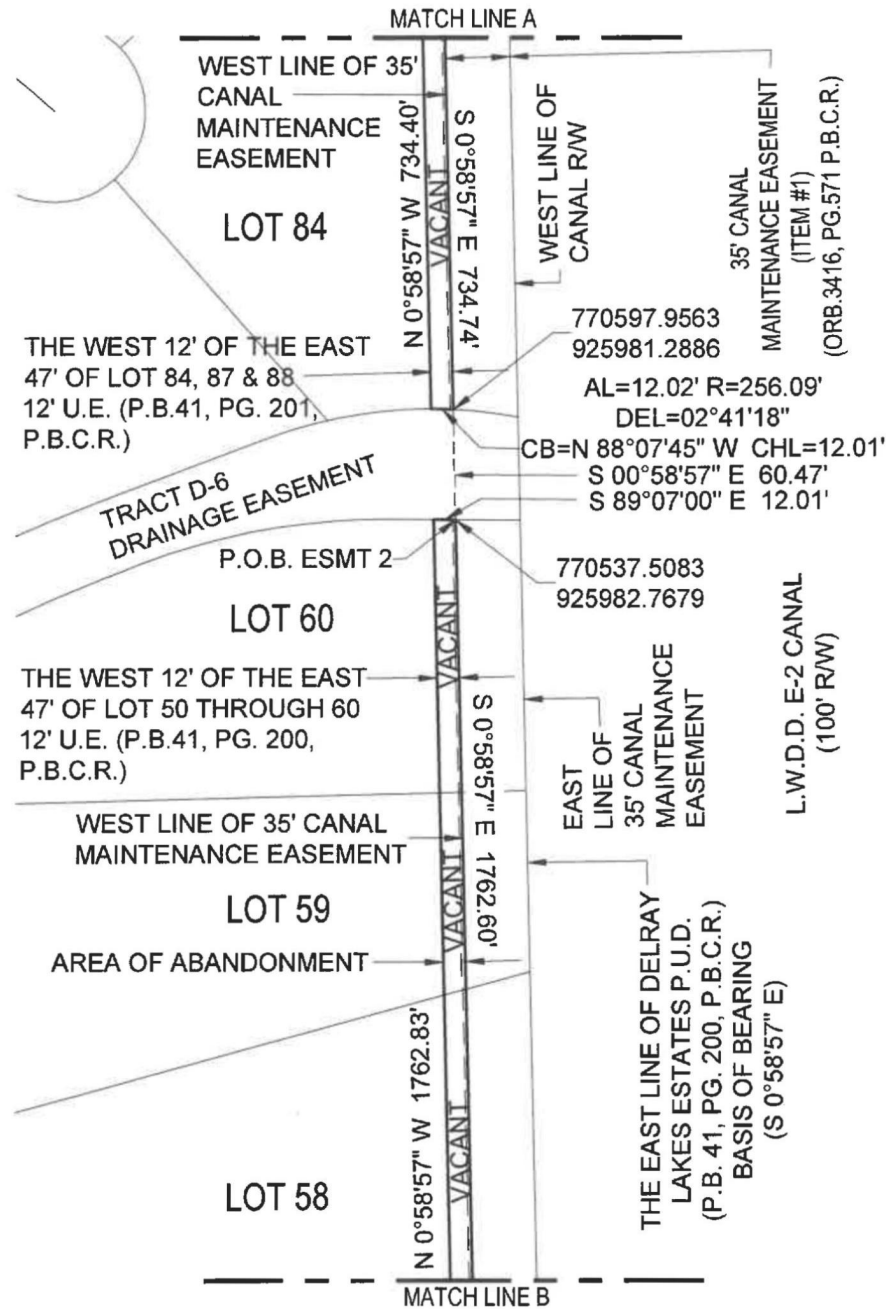 MATCH LINE A
WEST LINE OF 35'
CANAL
MAINTENANCE
EASEMENT
N 0°58'57" W 734.40'
VACANT
S 0°58'57" E 734.74'
WEST LINE OF
CANAL R/W
35' CANAL
MAINTENANCE EASEMENT
(ITEM #1)
(ORB.3416, PG.571 P.B.C.R.)
LOT 84
THE WEST 12' OF THE EAST
47' OF LOT 84, 87 & 88
12' U.E. (P.B.41, PG. 201,
P.B.C.R.)
770597.9563
925981.2886
AL=12.02' R=256.09'
DEL=02°41'18"
CB=N 88°07'45" W CHL=12.01'
S 00°58'57" E 60.47'
S 89°07'00" E 12.01'
TRACT D-6
DRAINAGE EASEMENT
P.O.B. ESMT 2
770537.5083
925982.7679
LOT 60
VACANT
THE WEST 12' OF THE EAST
47' OF LOT 50 THROUGH 60
12' U.E. (P.B.41, PG. 200,
P.B.C.R.)
S 0°58'57" E 1762.60'
EAST
LINE OF
35' CANAL
MAINTENANCE
EASEMENT
L.W.D.D. E-2 CANAL
(100' R/W)
WEST LINE OF 35' CANAL
MAINTENANCE EASEMENT
VACANT
LOT 59
AREA OF ABANDONMENT
N 0°58'57" W 1762.83'
VACANT
THE EAST LINE OF DELRAY
LAKES ESTATES P.U.D.
(P.B. 41, PG. 200, P.B.C.R.)
BASIS OF BEARING
(S 0°58'57" E)
LOT 58
MATCH LINE B